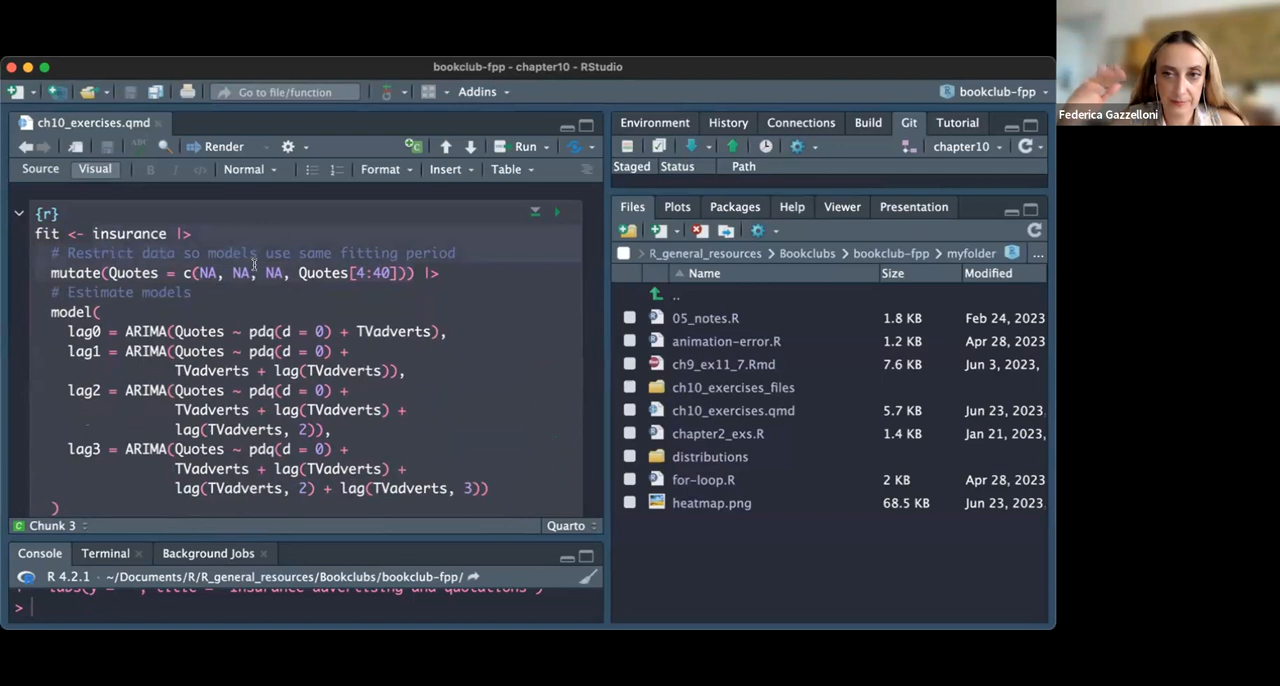 bookclub-fpp - chapter10 - RStudio
Go to file/function
Addins
bookclub-fpp
Federica Gazzelloni
ch10_exercises.qmd
Render
Run
Source Visual Normal Format Insert Table
{r}
fit <- insurance |>
# Restrict data so models use same fitting period
mutate(Quotes = c(NA, NA, NA, Quotes[4:40])) |>
# Estimate models
model(
lag0 = ARIMA(Quotes ~ pdq(d = 0) + TVadverts),
lag1 = ARIMA(Quotes ~ pdq(d = 0) +
TVadverts + lag(TVadverts)),
lag2 = ARIMA(Quotes ~ pdq(d = 0) +
TVadverts + lag(TVadverts) +
lag(TVadverts, 2)),
lag3 = ARIMA(Quotes ~ pdq(d = 0) +
TVadverts + lag(TVadverts) +
lag(TVadverts, 2) + lag(TVadverts, 3))
)
Chunk 3
Quarto
Console Terminal Background Jobs
R 4.2.1 · ~/Documents/R/R_general_resources/Bookclubs/bookclub-fpp/
>
Environment History Connections Build Git Tutorial
chapter10
Staged Status Path
Files Plots Packages Help Viewer Presentation
R_general_resources > Bookclubs > bookclub-fpp > myfolder ...
Name Size Modified
..
05_notes.R 1.8 KB Feb 24, 2023
animation-error.R 1.2 KB Apr 28, 2023
ch9_ex11_7.Rmd 7.6 KB Jun 3, 2023,
ch10_exercises_files
ch10_exercises.qmd 5.7 KB Jun 23, 2023
chapter2_exs.R 1.4 KB Jan 21, 2023,
distributions
for-loop.R 2 KB Apr 28, 2023
heatmap.png 68.5 KB Jun 23, 2023